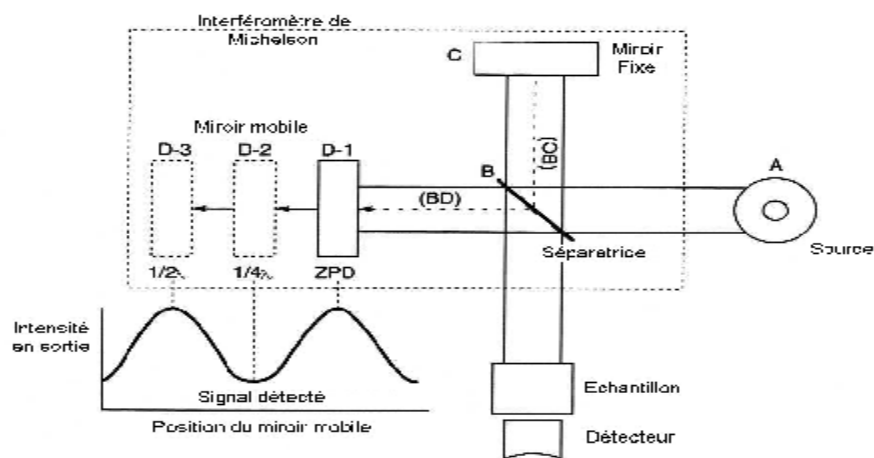 Interféromètre de
Michelson
C
Miroir
Fixe
Miroir mobile
D-3
D-2
D-1
B
(BC)
A
(BD)
Séparatrice
Source
1/2λ
1/4λ
ZPD
Intensité
en sortie
Signal détecté
Echantillon
Position du miroir mobile
Détecteur